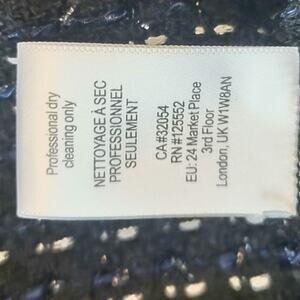 Professional dry
cleaning only
NETTOYAGE À SEC
PROFESSIONNEL
SEULEMENT
CA#32054
RN#125552
EU: 24 Market Place
3rd Floor
London, UK W1W8AN